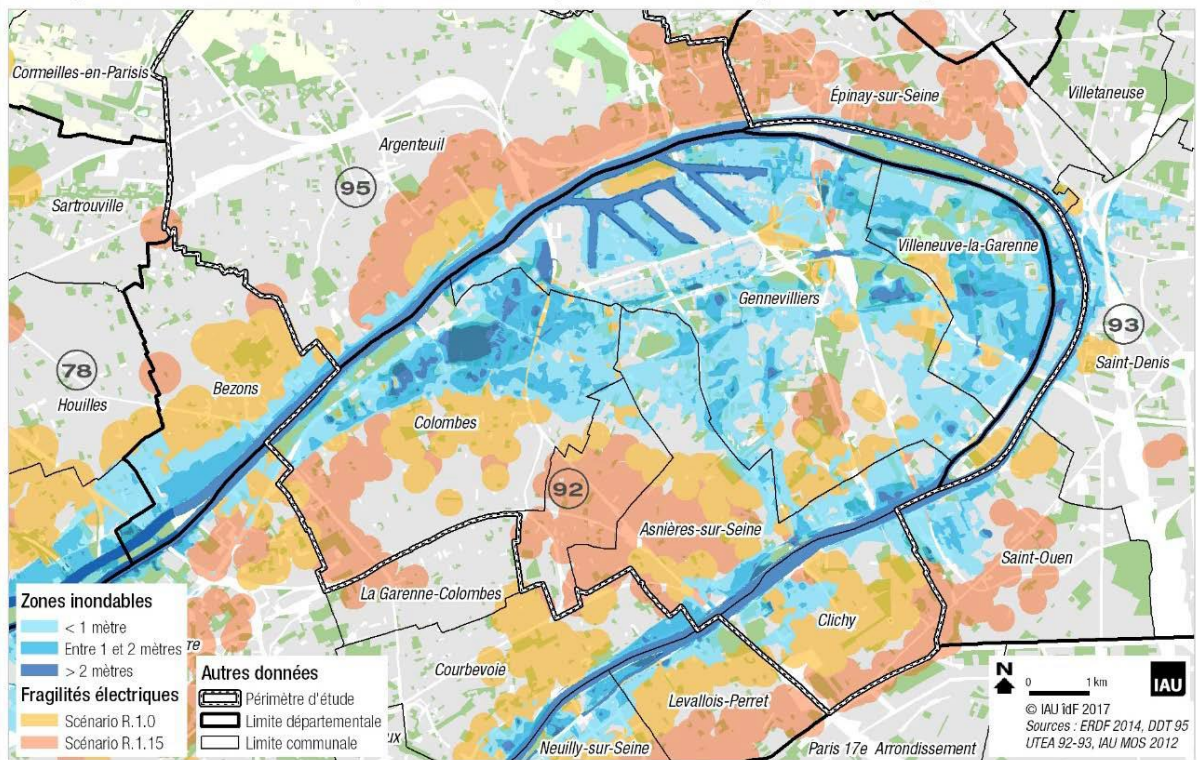 Cormeilles-en-Parisis
Épinay-sur-Seine
Villetaneuse
Argenteuil
95
Sartrouville
Villeneuve-la-Garenne
Gennevilliers
93
Saint-Denis
78
Houilles
Bezons
Colombes
92
Asnières-sur-Seine
Saint-Ouen
La Garenne-Colombes
Clichy
Courbevoie
Levallois-Perret
Neuilly-sur-Seine
Paris 17e Arrondissement
re
ux
Zones inondables
< 1 mètre
Entre 1 et 2 mètres
> 2 mètres
Fragilités électriques
Scénario R.1.0
Scénario R.1.15
Autres données
Périmètre d'étude
Limite départementale
Limite communale
N
0 1 km
IAU
© IAU îdF 2017
Sources : ERDF 2014, DDT 95
UTEA 92-93, IAU MOS 2012